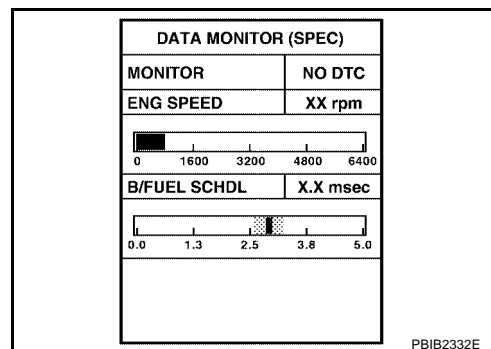 DATA MONITOR (SPEC)
MONITOR NO DTC
ENG SPEED XX rpm
0 1600 3200 4800 6400
B/FUEL SCHDL X.X msec
0.0 1.3 2.5 3.8 5.0
PBIB2332E